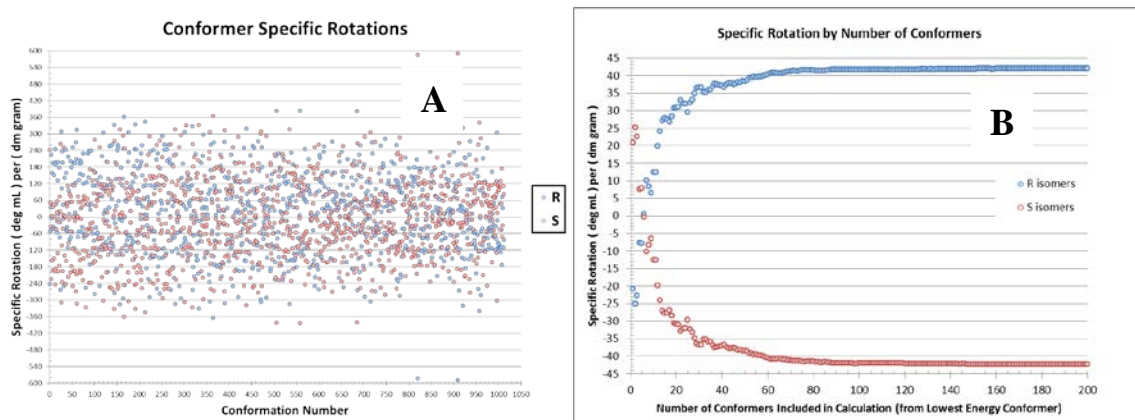 Conformer Specific Rotations
A
Specific Rotation ( deg mL ) per ( dm gram )
600
540
480
420
360
300
240
180
120
60
0
-60
-120
-180
-240
-300
-360
-420
-480
-540
-600
0 50 100 150 200 250 300 350 400 450 500 550 600 650 700 750 800 850 900 950 1000 1050
Conformation Number
R
S
Specific Rotation by Number of Conformers
B
Specific Rotation ( deg mL ) per ( dm gram )
45
40
35
30
25
20
15
10
5
0
-5
-10
-15
-20
-25
-30
-35
-40
-45
0 20 40 60 80 100 120 140 160 180 200
R isomers
S isomers
Number of Conformers Included in Calculation (from Lowest Energy Conformer)